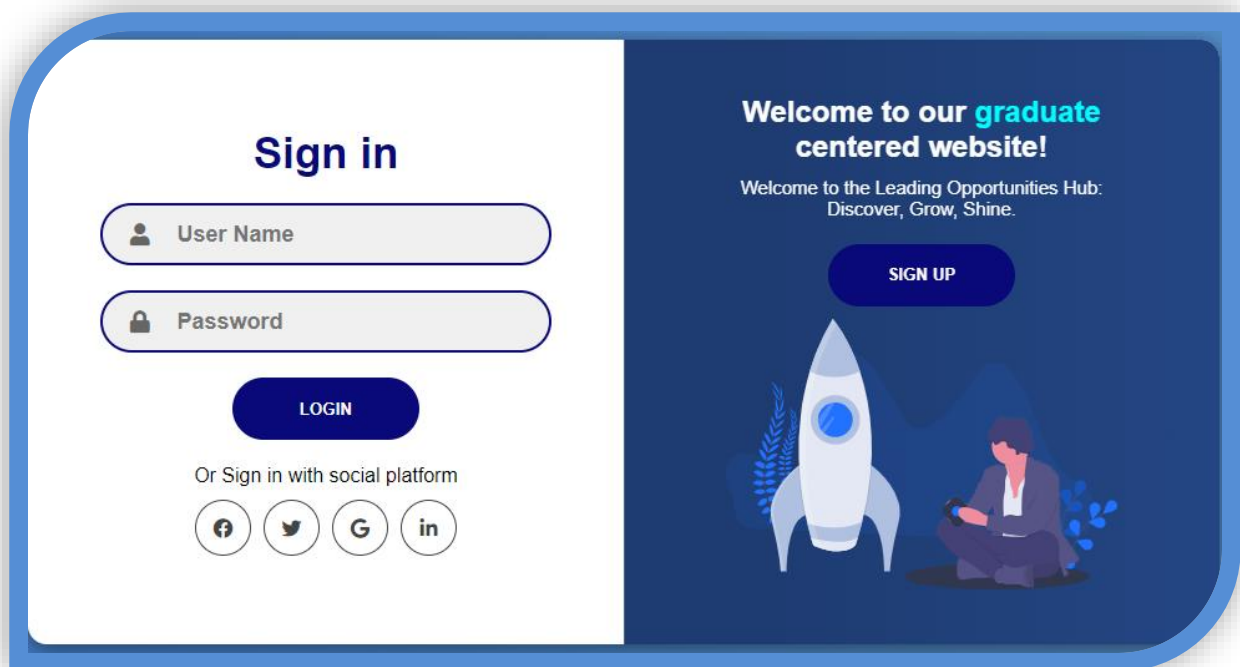 Sign in
User Name
Password
LOGIN
Or Sign in with social platform
G
in
Welcome to our graduate
centered website!
Welcome to the Leading Opportunities Hub:
Discover, Grow, Shine.
SIGN UP